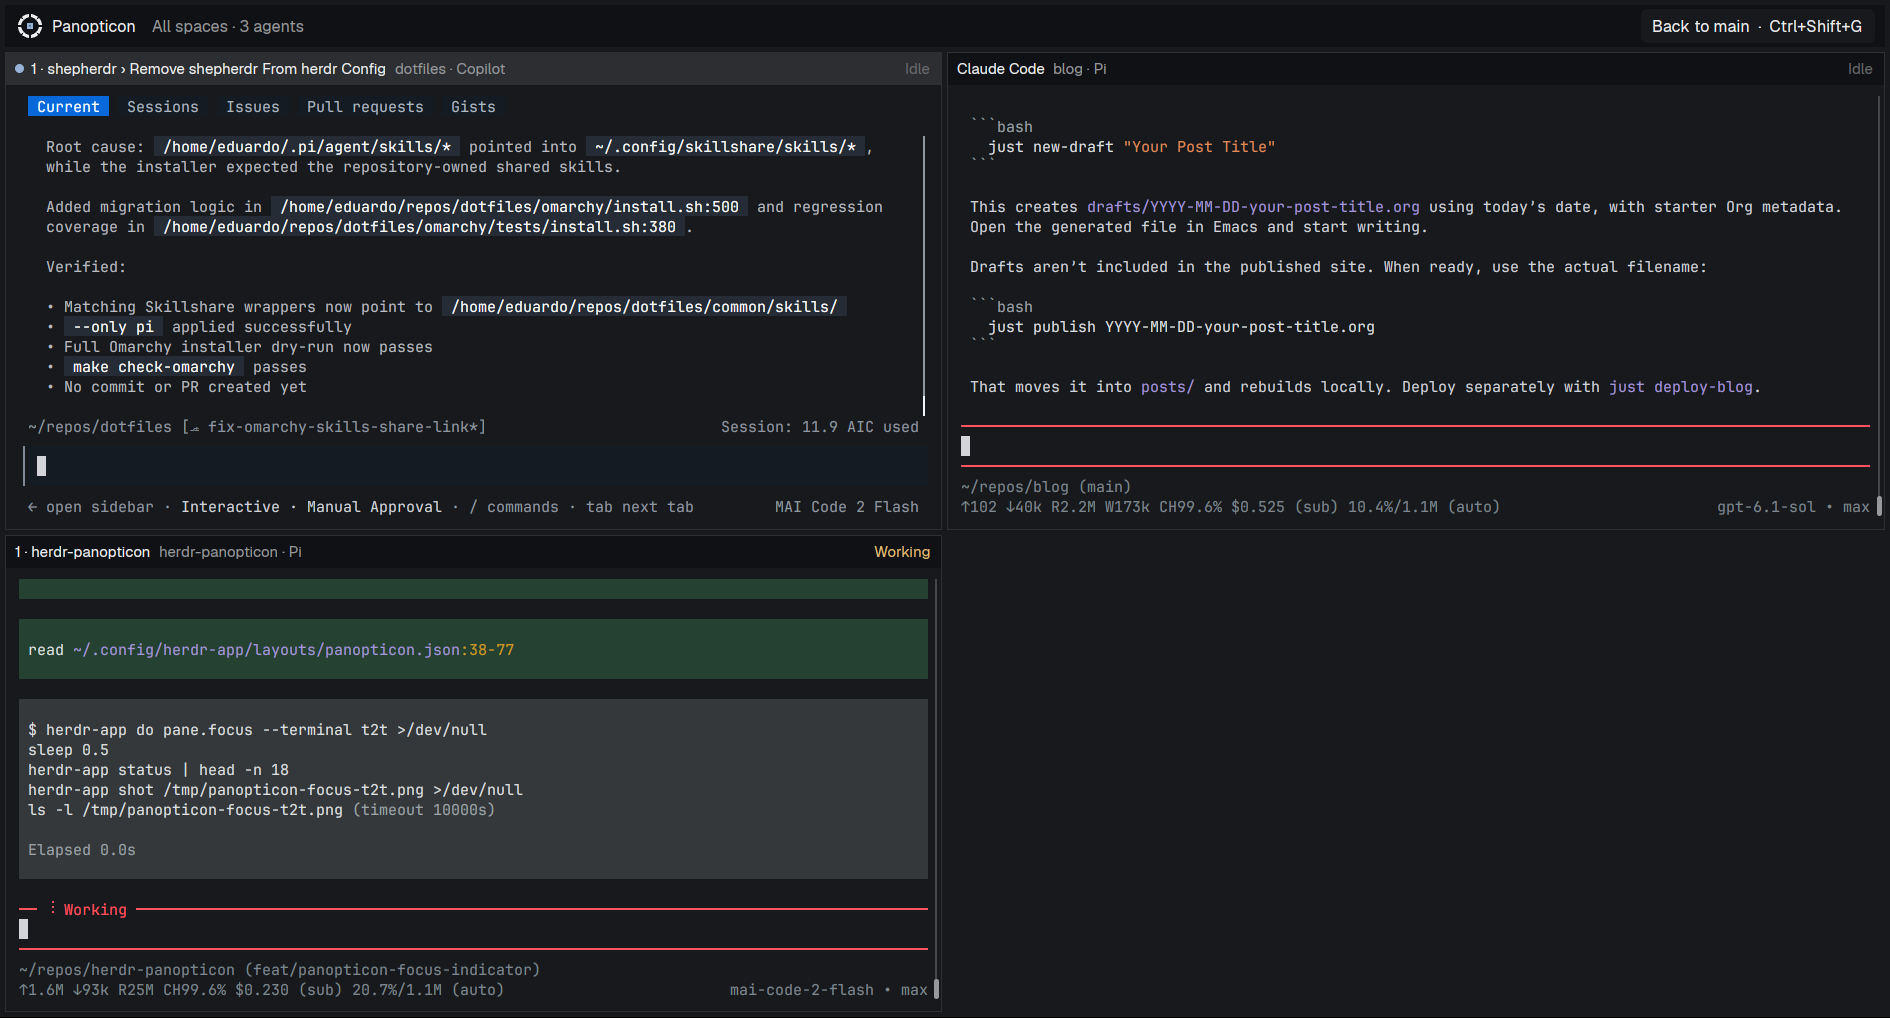 Panopticon All spaces · 3 agents
Back to main · Ctrl+Shift+G
1 · shepherdr › Remove shepherdr From herdr Config dotfiles · Copilot Idle
Current Sessions Issues Pull requests Gists
Root cause: /home/eduardo/.pi/agent/skills/* pointed into ~/.config/skillshare/skills/* ,
while the installer expected the repository-owned shared skills.
Added migration logic in /home/eduardo/repos/dotfiles/omarchy/install.sh:500 and regression
coverage in /home/eduardo/repos/dotfiles/omarchy/tests/install.sh:380 .
Verified:
• Matching Skillshare wrappers now point to /home/eduardo/repos/dotfiles/common/skills/
• --only pi applied successfully
• Full Omarchy installer dry-run now passes
• make check-omarchy passes
• No commit or PR created yet
~/repos/dotfiles [ fix-omarchy-skills-share-link*] Session: 11.9 AIC used
← open sidebar · Interactive · Manual Approval · / commands · tab next tab MAI Code 2 Flash
Claude Code blog · Pi Idle
```bash
just new-draft "Your Post Title"
```
This creates drafts/YYYY-MM-DD-your-post-title.org using today’s date, with starter Org metadata.
Open the generated file in Emacs and start writing.
Drafts aren’t included in the published site. When ready, use the actual filename:
```bash
just publish YYYY-MM-DD-your-post-title.org
```
That moves it into posts/ and rebuilds locally. Deploy separately with just deploy-blog.
~/repos/blog (main)
↑102 ↓40k R2.2M W173k CH99.6% $0.525 (sub) 10.4%/1.1M (auto) gpt-6.1-sol • max
1 · herdr-panopticon herdr-panopticon · Pi Working
read ~/.config/herdr-app/layouts/panopticon.json:38-77
$ herdr-app do pane.focus --terminal t2t >/dev/null
sleep 0.5
herdr-app status | head -n 18
herdr-app shot /tmp/panopticon-focus-t2t.png >/dev/null
ls -l /tmp/panopticon-focus-t2t.png (timeout 10000s)
Elapsed 0.0s
Working
~/repos/herdr-panopticon (feat/panopticon-focus-indicator)
↑1.6M ↓93k R25M CH99.6% $0.230 (sub) 20.7%/1.1M (auto) mai-code-2-flash • max